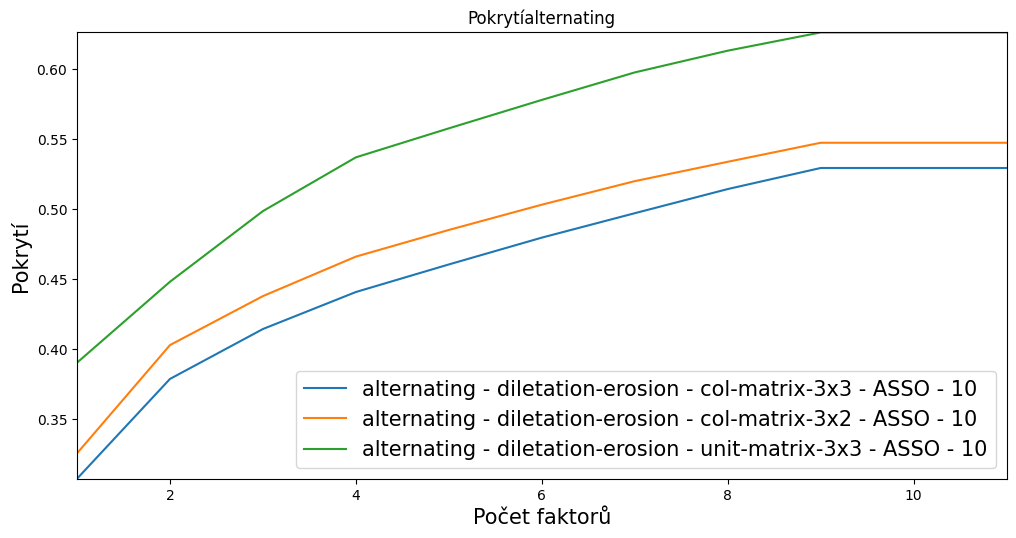 Pokrytíalternating
0.60
0.55
0.50
0.45
0.40
0.35
Pokrytí
alternating - diletation-erosion - col-matrix-3x3 - ASSO - 10
alternating - diletation-erosion - col-matrix-3x2 - ASSO - 10
alternating - diletation-erosion - unit-matrix-3x3 - ASSO - 10
2 4 6 8 10
Počet faktorů